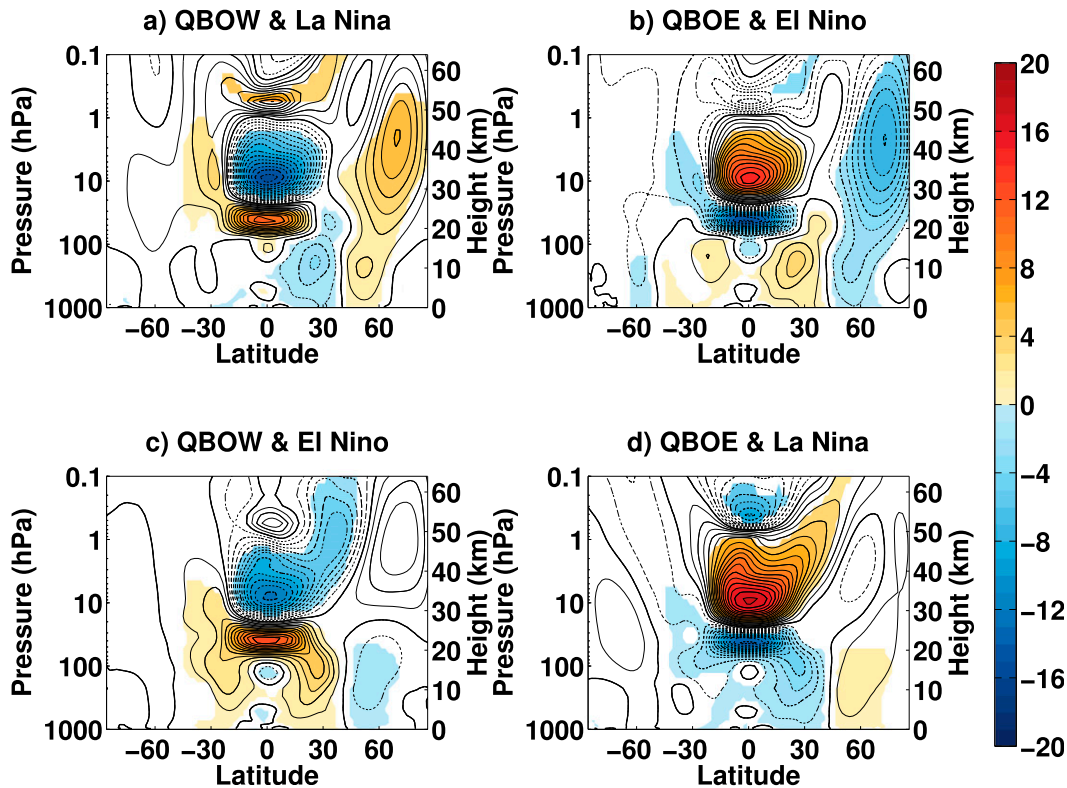 a) QBOW & La Nina
b) QBOE & El Nino
0.1
1
10
100
1000
Pressure (hPa)
60
50
40
30
20
10
0
Height (km)
−60 −30 0 30 60
Latitude
0.1
1
10
100
1000
Pressure (hPa)
60
50
40
30
20
10
0
Height (km)
−60 −30 0 30 60
Latitude
20
16
12
8
4
0
−4
−8
−12
−16
−20
c) QBOW & El Nino
d) QBOE & La Nina
0.1
1
10
100
1000
Pressure (hPa)
60
50
40
30
20
10
0
Height (km)
−60 −30 0 30 60
Latitude
0.1
1
10
100
1000
Pressure (hPa)
60
50
40
30
20
10
0
Height (km)
−60 −30 0 30 60
Latitude